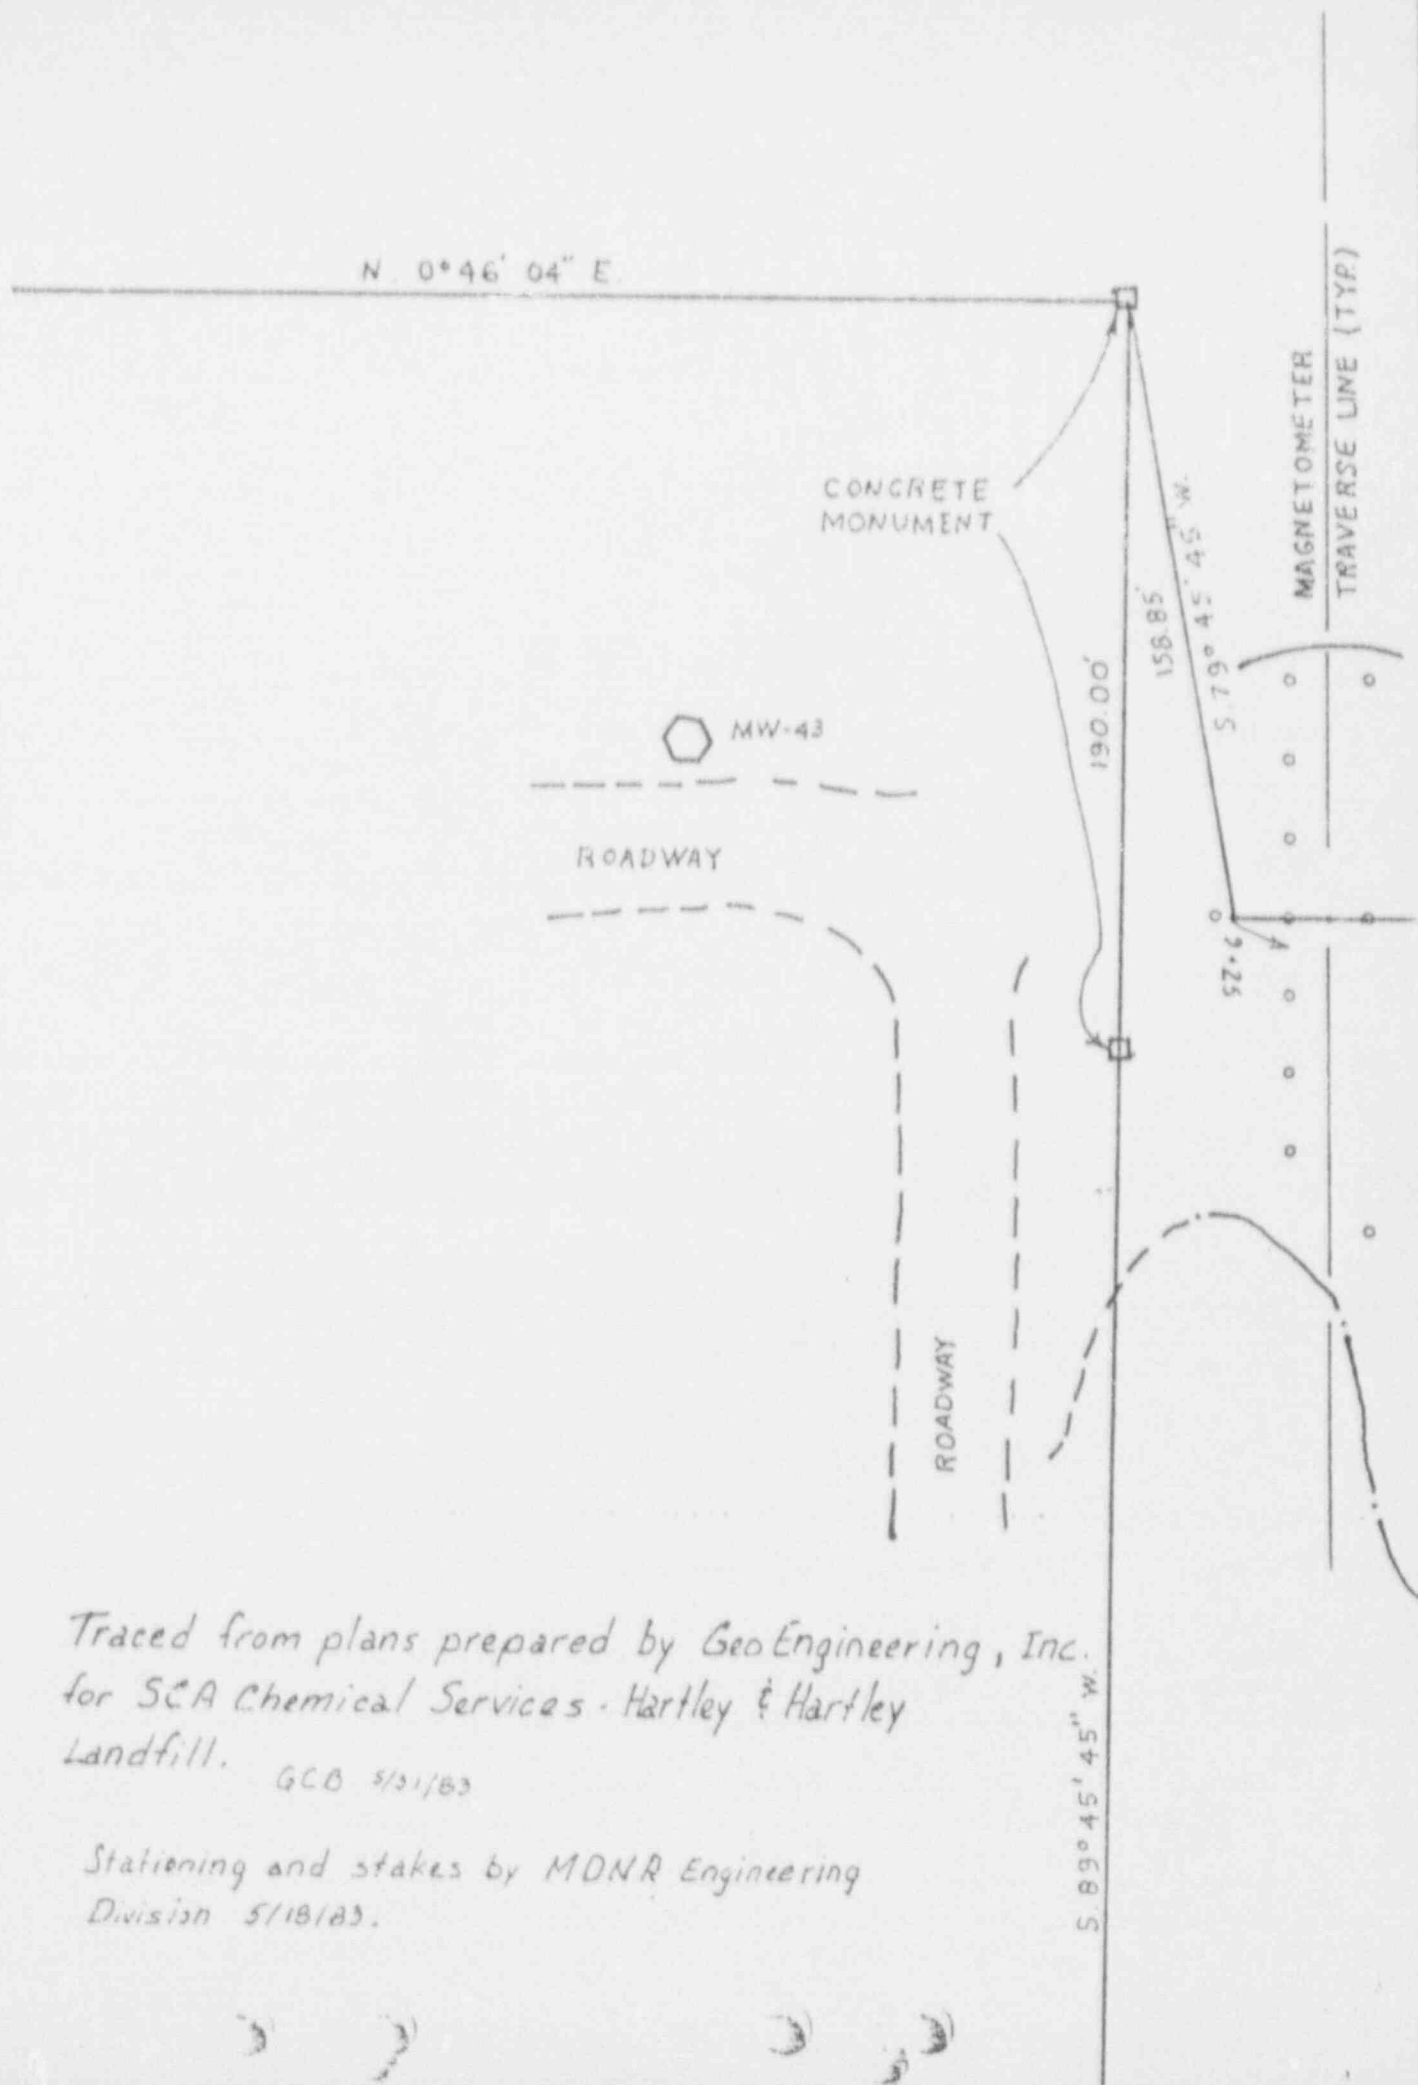 N. 0°46' 04" E.
MAGNETOMETER
TRAVERSE LINE (TYP.)
CONCRETE
MONUMENT
158.85'
S. 79° 45' 45" W.
190.00'
MW-43
ROADWAY
9+25
ROADWAY
Traced from plans prepared by Geo Engineering, Inc.
for SCA Chemical Services - Hartley & Hartley
Landfill.
GCB 5/31/83
Stationing and stakes by MDNR Engineering
Division 5/18/83.
S. 89° 45' 45" W.